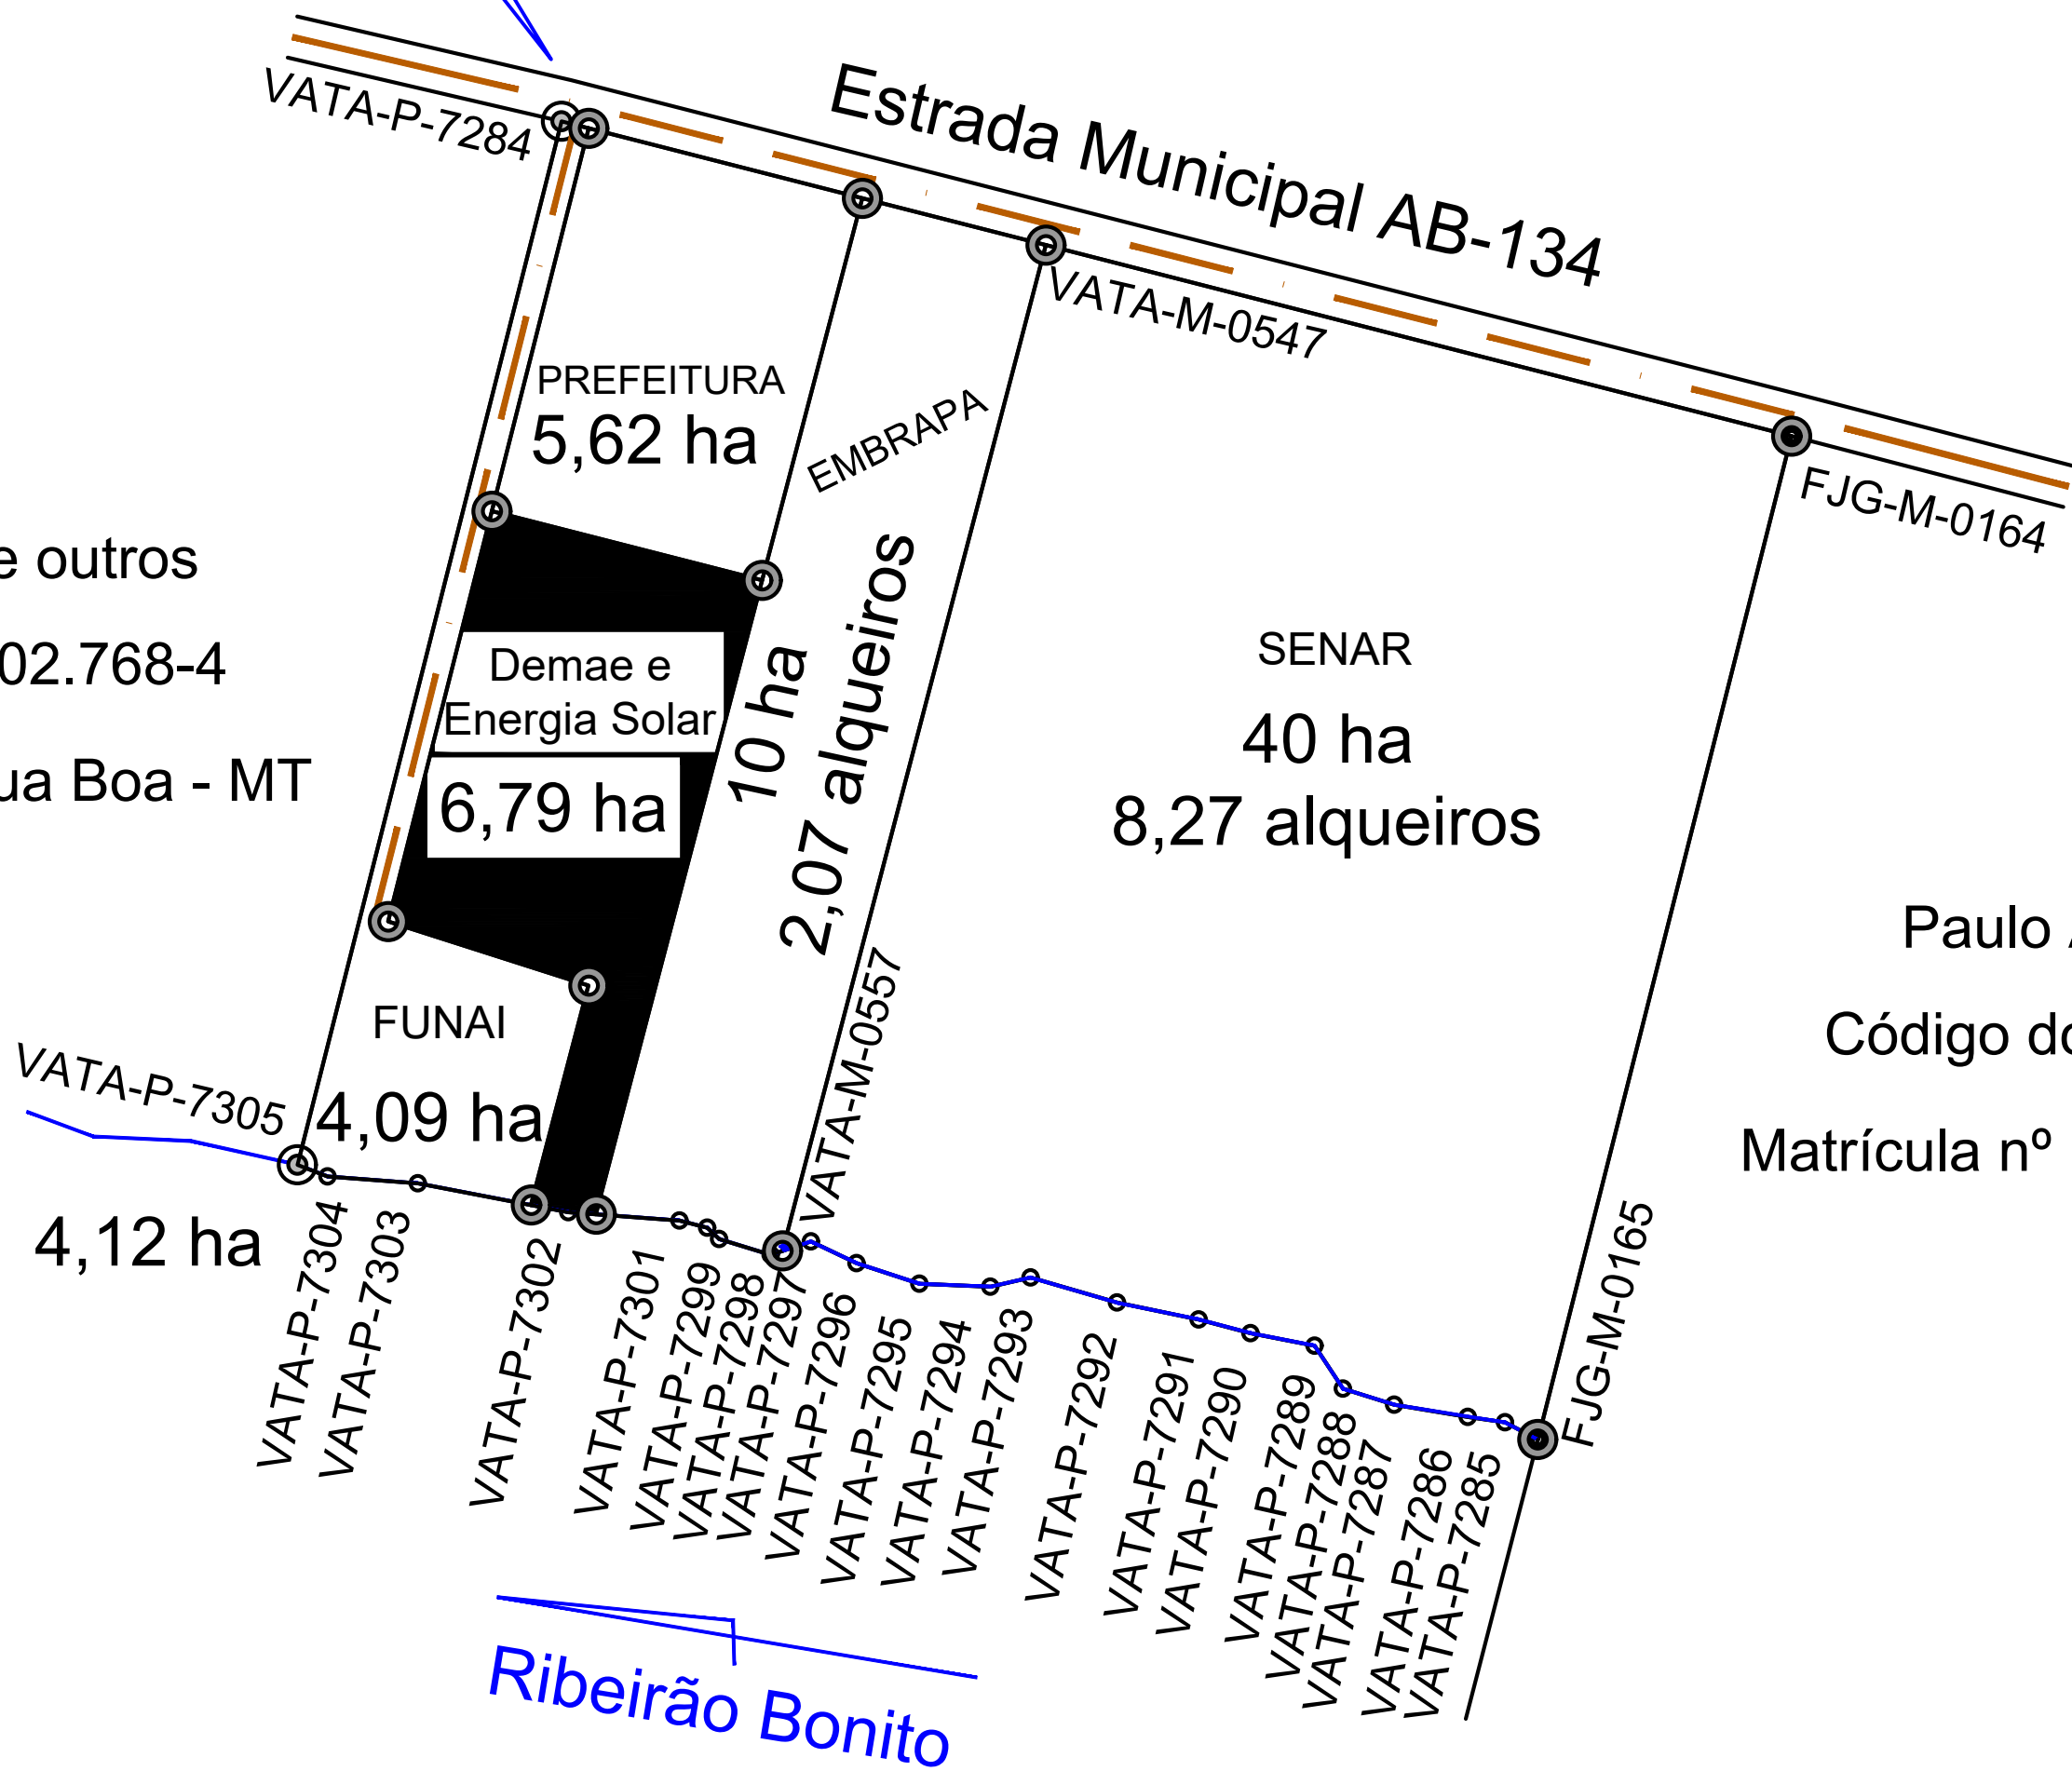 VATA-P-7284
Estrada Municipal AB-134
VATA-M-0547
FJG-M-0164
PREFEITURA
5,62 ha
EMBRAPA
10 ha
2,07 alqueiros
e outros
02.768-4
ua Boa - MT
Demae e
Energia Solar
6,79 ha
SENAR
40 ha
8,27 alqueiros
Paulo
Código do
Matrícula nº
FUNAI
4,09 ha
VATA-M-0557
VATA-P-7305
4,12 ha
FJG-M-0165
VATA-P-7304
VATA-P-7303
VATA-P-7302
VATA-P-7301
VATA-P-7299
VATA-P-7298
VATA-P-7297
VATA-P-7296
VATA-P-7295
VATA-P-7294
VATA-P-7293
VATA-P-7292
VATA-P-7291
VATA-P-7290
VATA-P-7289
VATA-P-7288
VATA-P-7287
VATA-P-7286
VATA-P-7285
Ribeirão Bonito